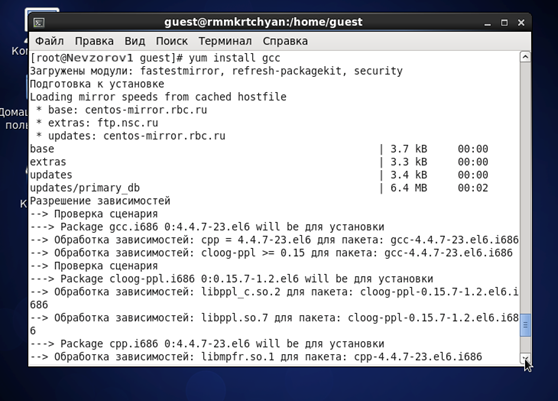 guest@rmmkrtchyan:/home/guest
Файл Правка Вид Поиск Терминал Справка
[root@Nevzorov1 guest]# yum install gcc
Загружены модули: fastestmirror, refresh-packagekit, security
Подготовка к установке
Loading mirror speeds from cached hostfile
* base: centos-mirror.rbc.ru
* extras: ftp.nsc.ru
* updates: centos-mirror.rbc.ru
base | 3.7 kB 00:00
extras | 3.3 kB 00:00
updates | 3.4 kB 00:00
updates/primary_db | 6.4 MB 00:02
Разрешение зависимостей
--> Проверка сценария
---> Package gcc.i686 0:4.4.7-23.el6 will be для установки
--> Обработка зависимостей: cpp = 4.4.7-23.el6 для пакета: gcc-4.4.7-23.el6.i686
--> Обработка зависимостей: cloog-ppl >= 0.15 для пакета: gcc-4.4.7-23.el6.i686
--> Проверка сценария
---> Package cloog-ppl.i686 0:0.15.7-1.2.el6 will be для установки
--> Обработка зависимостей: libppl_c.so.2 для пакета: cloog-ppl-0.15.7-1.2.el6.i
686
--> Обработка зависимостей: libppl.so.7 для пакета: cloog-ppl-0.15.7-1.2.el6.i68
6
---> Package cpp.i686 0:4.4.7-23.el6 will be для установки
--> Обработка зависимостей: libmpfr.so.1 для пакета: cpp-4.4.7-23.el6.i686